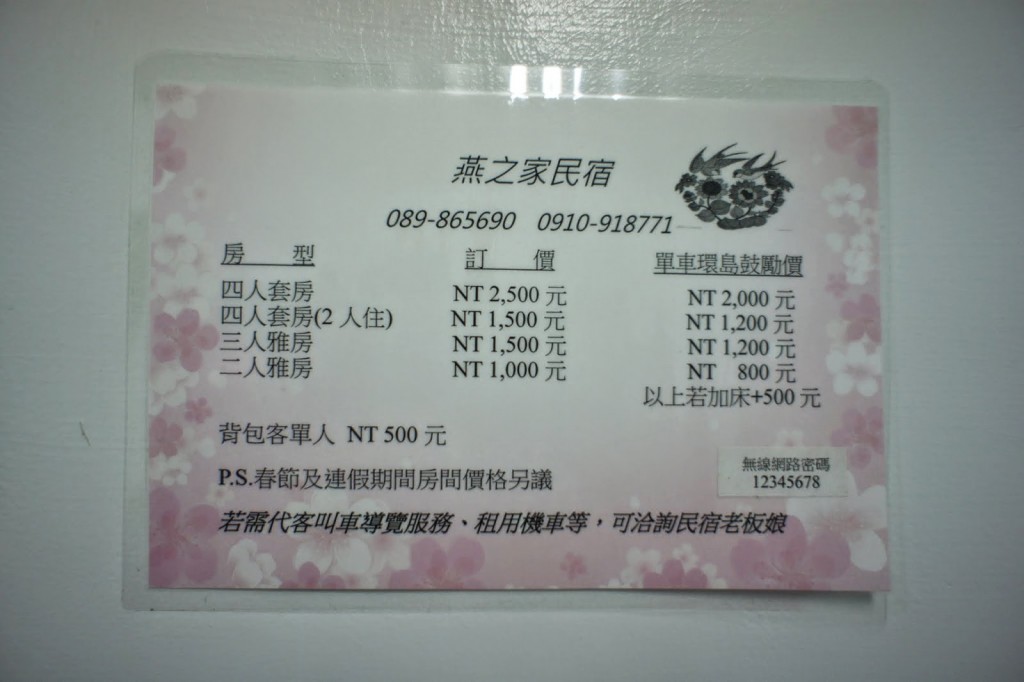 燕之家民宿
089-865690 0910-918771
房 型 訂 價 單車環島鼓勵價
四人套房 NT 2,500 元 NT 2,000 元
四人套房(2 人住) NT 1,500 元 NT 1,200 元
三人雅房 NT 1,500 元 NT 1,200 元
二人雅房 NT 1,000 元 NT 800 元
以上若加床+500 元
背包客單人 NT 500 元
P.S.春節及連假期間房間價格另議
無線網路密碼
12345678
若需代客叫車導覽服務、租用機車等，可洽詢民宿老板娘